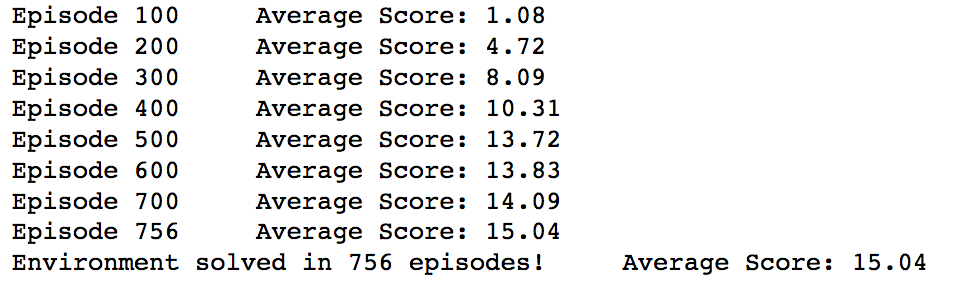 Episode 100     Average Score: 1.08
Episode 200     Average Score: 4.72
Episode 300     Average Score: 8.09
Episode 400     Average Score: 10.31
Episode 500     Average Score: 13.72
Episode 600     Average Score: 13.83
Episode 700     Average Score: 14.09
Episode 756     Average Score: 15.04
Environment solved in 756 episodes!     Average Score: 15.04